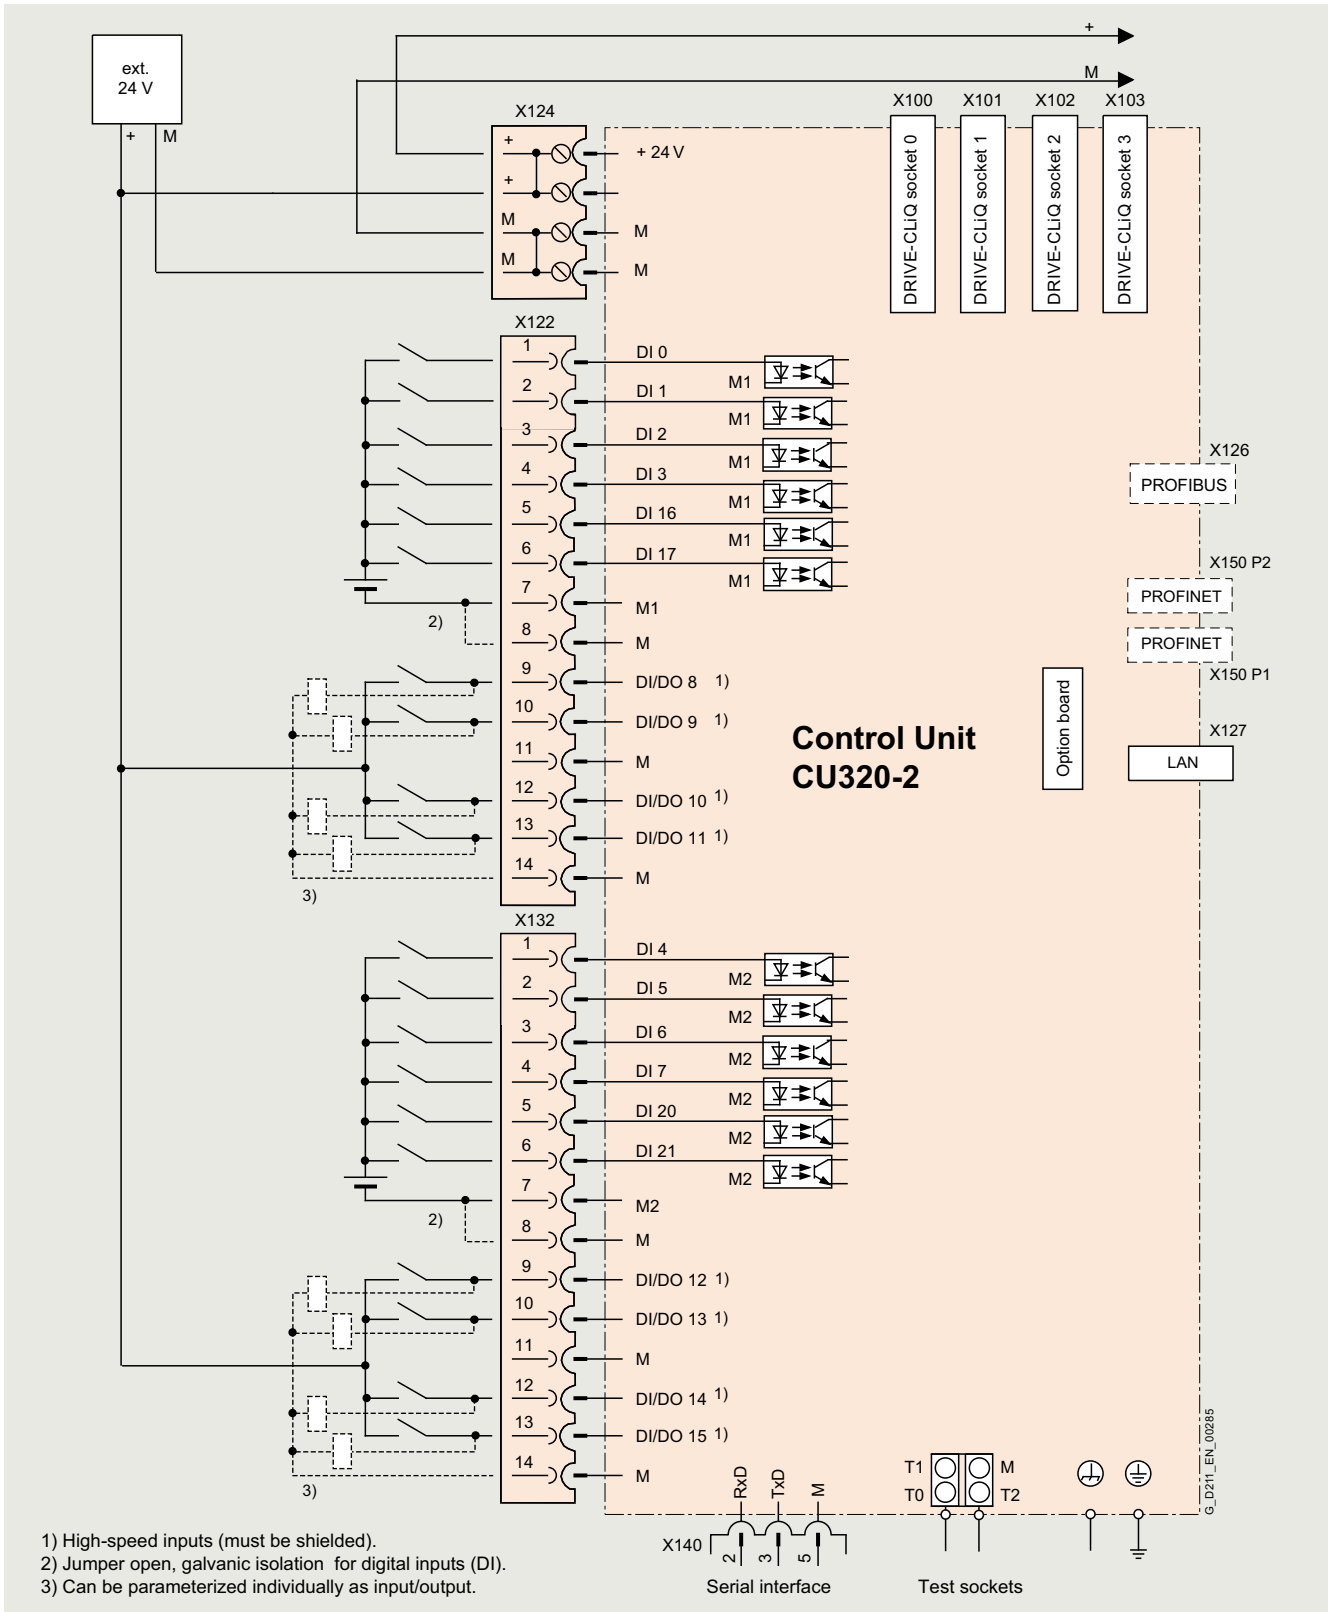 +
M
ext.
24 V
+ M
X124
X100 X101 X102 X103
+ + 24 V
+
M M
M M
DRIVE-CLiQ socket 0
DRIVE-CLiQ socket 1
DRIVE-CLiQ socket 2
DRIVE-CLiQ socket 3
X122
1 DI 0 M1
2 DI 1 M1
3 DI 2 M1
4 DI 3 M1
5 DI 16 M1
6 DI 17 M1
7 M1
2)
8 M
9 DI/DO 8 1)
10 DI/DO 9 1)
11 M
12 DI/DO 10 1)
13 DI/DO 11 1)
14 M
3)
X126
PROFIBUS
X150 P2
PROFINET
PROFINET
X150 P1
Option board
X127
LAN
Control Unit
CU320-2
X132
1 DI 4 M2
2 DI 5 M2
3 DI 6 M2
4 DI 7 M2
5 DI 20 M2
6 DI 21 M2
7 M2
2)
8 M
9 DI/DO 12 1)
10 DI/DO 13 1)
11 M
12 DI/DO 14 1)
13 DI/DO 15 1)
14 M
3)
RxD TxD M
X140
2 3 5
Serial interface
T1 M
T0 T2
Test sockets
G_D211_EN_00285
1) High-speed inputs (must be shielded).
2) Jumper open, galvanic isolation for digital inputs (DI).
3) Can be parameterized individually as input/output.